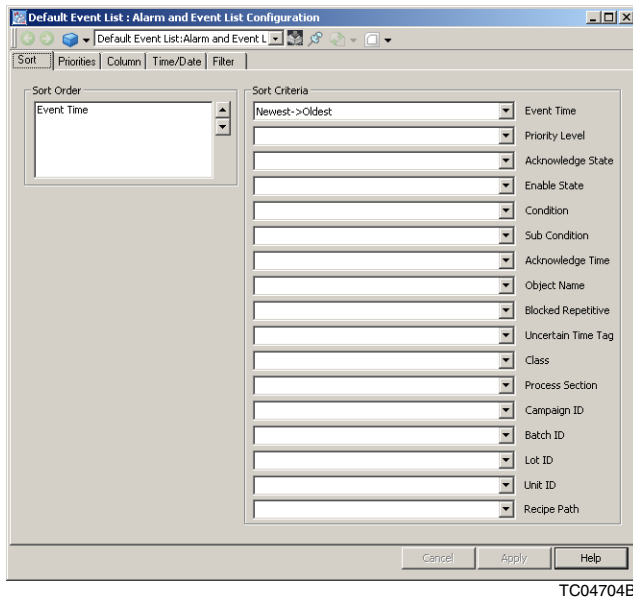 Default Event List : Alarm and Event List Configuration
Default Event List:Alarm and Event L
Sort Priorities Column Time/Date Filter
Sort Order
Event Time
Sort Criteria
Newest->Oldest Event Time
Priority Level
Acknowledge State
Enable State
Condition
Sub Condition
Acknowledge Time
Object Name
Blocked Repetitive
Uncertain Time Tag
Class
Process Section
Campaign ID
Batch ID
Lot ID
Unit ID
Recipe Path
Cancel Apply Help
TC04704B